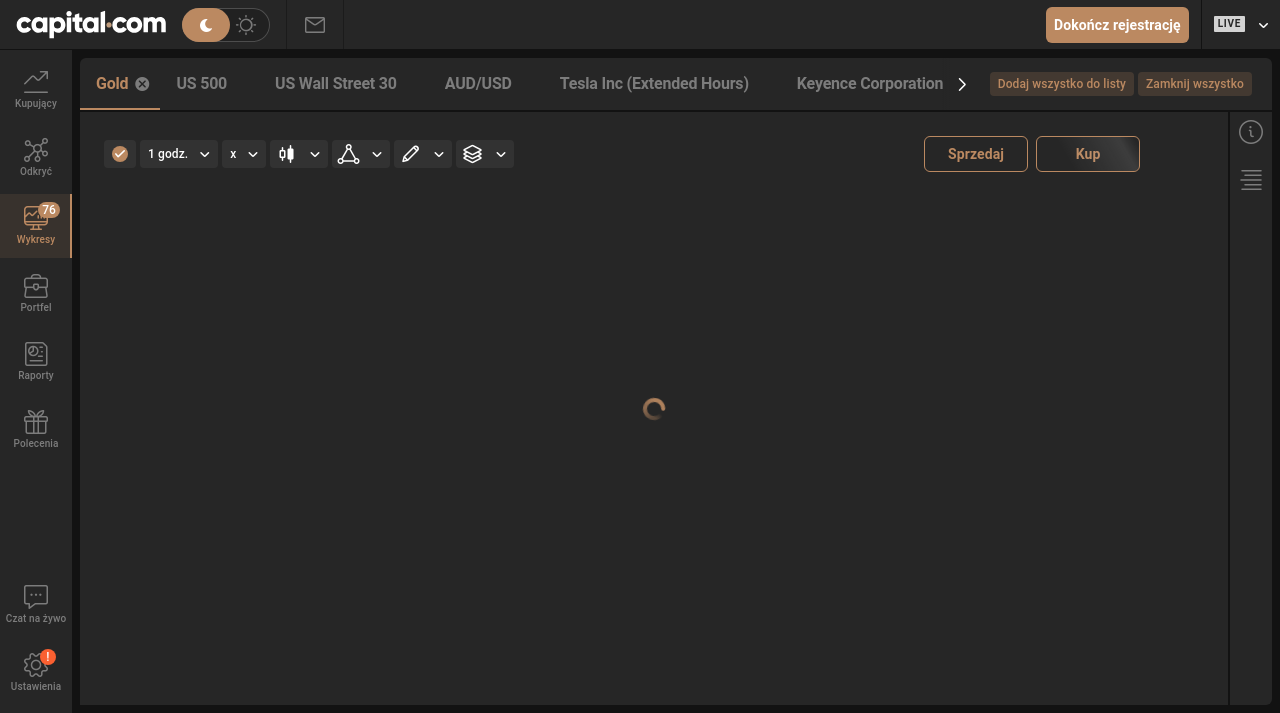 capital.com
Dokończ rejestrację
LIVE
Gold
US 500
US Wall Street 30
AUD/USD
Tesla Inc (Extended Hours)
Keyence Corporation
Dodaj wszystko do listy
Zamknij wszystko
Kupujący
Odkryć
76
Wykresy
Portfel
Raporty
Polecenia
Czat na żywo
!
Ustawienia
1 godz.
x
Sprzedaj
Kup